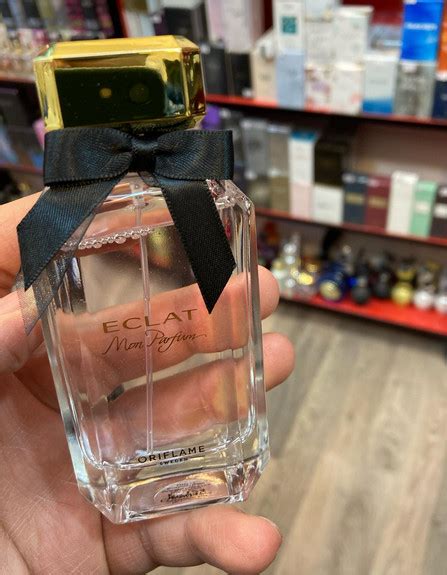 ECLAT
Mon Parfum
ORIFLAME
SWEDEN